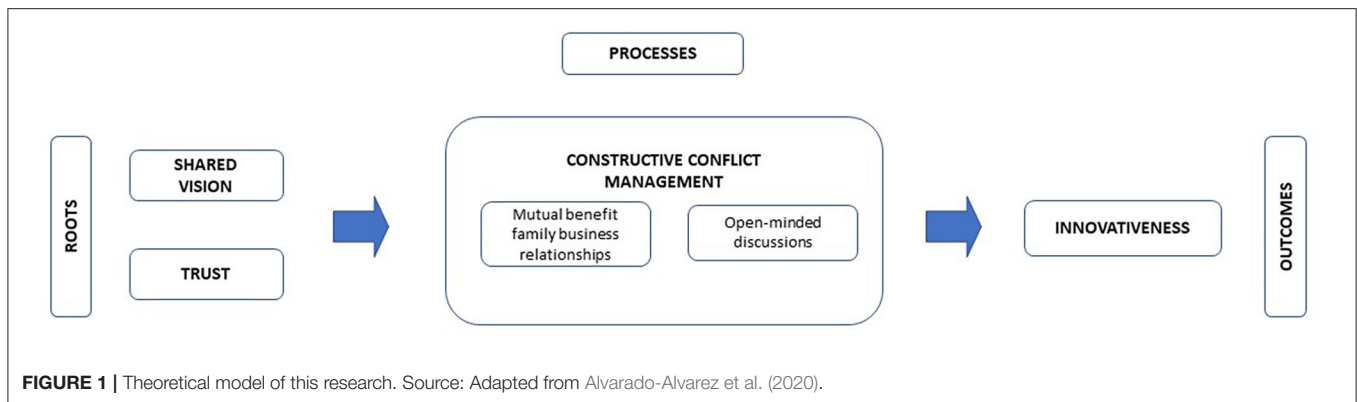 PROCESSES
ROOTS
SHARED
VISION
TRUST
CONSTRUCTIVE CONFLICT
MANAGEMENT
Mutual benefit
family business
relationships
Open-minded
discussions
INNOVATIVENESS
OUTCOMES
FIGURE 1 | Theoretical model of this research. Source: Adapted from Alvarado-Alvarez et al. (2020).